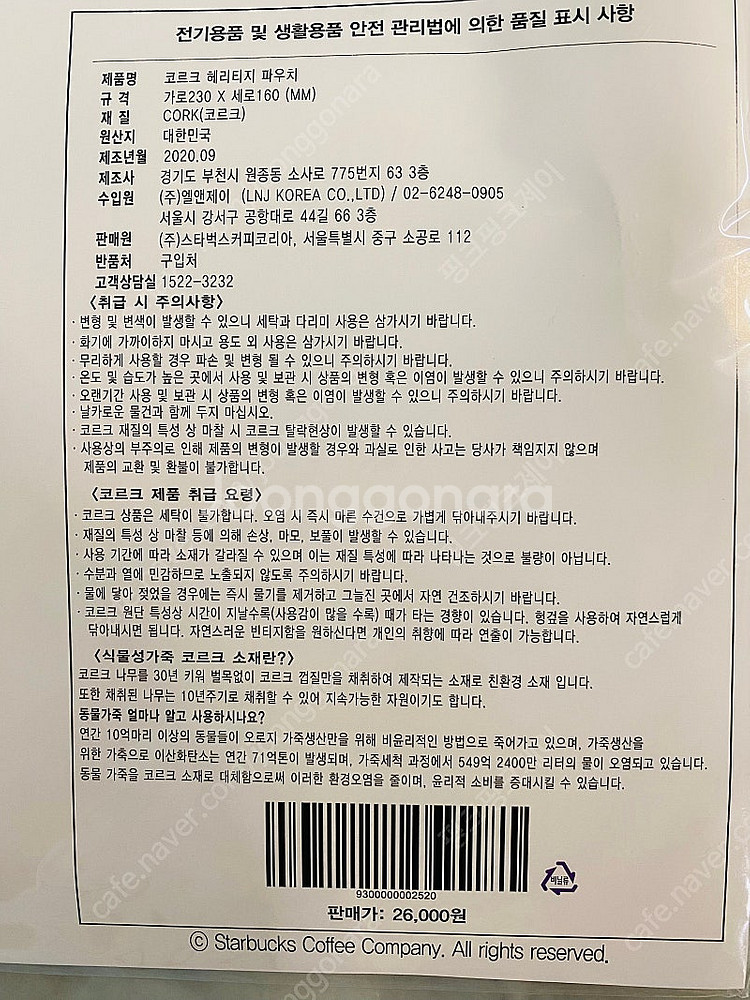 전기용품 및 생활용품 안전 관리법에 의한 품질 표시 사항
제품명 코르크 헤리티지 파우치
규 격 가로230 X 세로160 (MM)
재 질 CORK(코르크)
원산지 대한민국
제조년월 2020.09
제조사 경기도 부천시 원종동 소사로 775번지 63 3층
수입원 (주)엘앤제이 (LNJ KOREA CO.,LTD) / 02-6248-0905
서울시 강서구 공항대로 44길 66 3층
판매원 (주)스타벅스커피코리아, 서울특별시 중구 소공로 112
반품처 구입처
고객상담실 1522-3232
<취급 시 주의사항>
· 변형 및 변색이 발생할 수 있으니 세탁과 다리미 사용은 삼가시기 바랍니다.
· 화기에 가까이하지 마시고 용도 외 사용은 삼가시기 바랍니다.
· 무리하게 사용할 경우 파손 및 변형 될 수 있으니 주의하시기 바랍니다.
· 온도 및 습도가 높은 곳에서 사용 및 보관 시 상품의 변형 혹은 이염이 발생할 수 있으니 주의하시기 바랍니다.
· 오랜기간 사용 및 보관 시 상품의 변형 혹은 이염이 발생할 수 있으니 주의하시기 바랍니다.
· 날카로운 물건과 함께 두지 마십시오.
· 코르크 재질의 특성 상 마찰 시 코르크 탈락현상이 발생할 수 있습니다.
· 사용상의 부주의로 인해 제품의 변형이 발생할 경우와 과실로 인한 사고는 당사가 책임지지 않으며
제품의 교환 및 환불이 불가합니다.
<코르크 제품 취급 요령>
· 코르크 상품은 세탁이 불가합니다. 오염 시 즉시 마른 수건으로 가볍게 닦아내주시기 바랍니다.
· 재질의 특성 상 마찰 등에 의해 손상, 마모, 보풀이 발생할 수 있습니다.
· 사용 기간에 따라 소재가 갈라질 수 있으며 이는 재질 특성에 따라 나타나는 것으로 불량이 아닙니다.
· 수분과 열에 민감하므로 노출되지 않도록 주의하시기 바랍니다.
· 물에 닿아 젖었을 경우에는 즉시 물기를 제거하고 그늘진 곳에서 자연 건조하시기 바랍니다.
· 코르크 원단 특성상 시간이 지날수록(사용감이 많을 수록) 때가 타는 경향이 있습니다. 헝겊을 사용하여 자연스럽게
닦아내시면 됩니다. 자연스러운 빈티지함을 원하신다면 개인의 취향에 따라 연출이 가능합니다.
<식물성가죽 코르크 소재란?>
코르크 나무를 30년 키워 벌목없이 코르크 껍질만을 채취하여 제작되는 소재로 친환경 소재 입니다.
또한 채취된 나무는 10년주기로 채취할 수 있어 지속가능한 자원이기도 합니다.
동물가죽 얼마나 알고 사용하시나요?
연간 10억마리 이상의 동물들이 오로지 가죽생산만을 위해 비윤리적인 방법으로 죽어가고 있으며, 가죽생산을
위한 가축으로 이산화탄소는 연간 71억톤이 발생되며, 가죽세척 과정에서 549억 2400만 리터의 물이 오염되고 있습니다.
동물 가죽을 코르크 소재로 대체함으로써 이러한 환경오염을 줄이며, 윤리적 소비를 증대시킬 수 있습니다.
9300000002520
비닐류
판매가: 26,000원
© Starbucks Coffee Company. All rights reserved.
Joonggonara
핑크핑크제이
cafe.naver.com